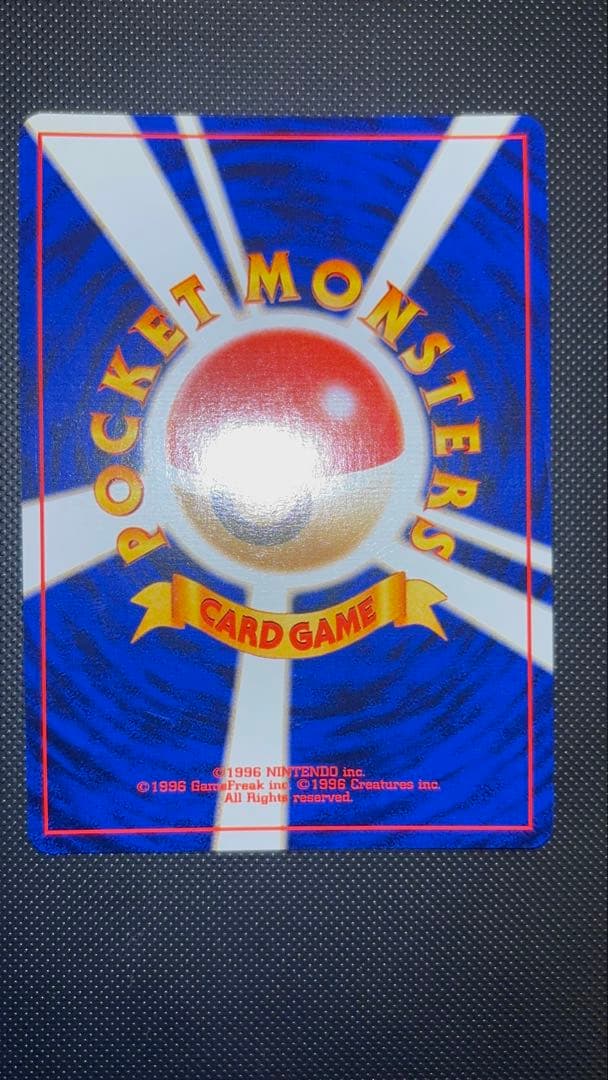 POCKET MONSTERS
CARD GAME
©1996 NINTENDO inc.
©1996 GameFreak inc. ©1996 Creatures inc.
All Rights reserved.